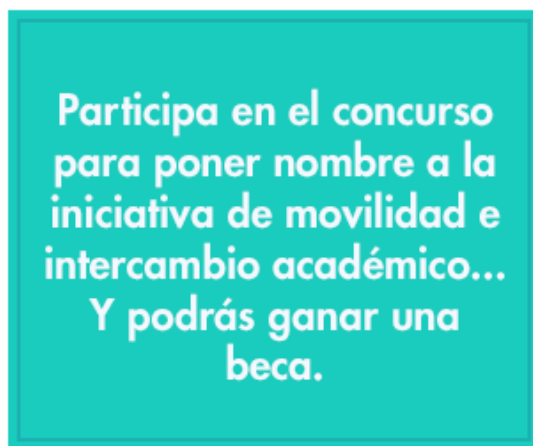 Participa en el concurso
para poner nombre a la
iniciativa de movilidad e
intercambio académico...
Y podrás ganar una
beca.